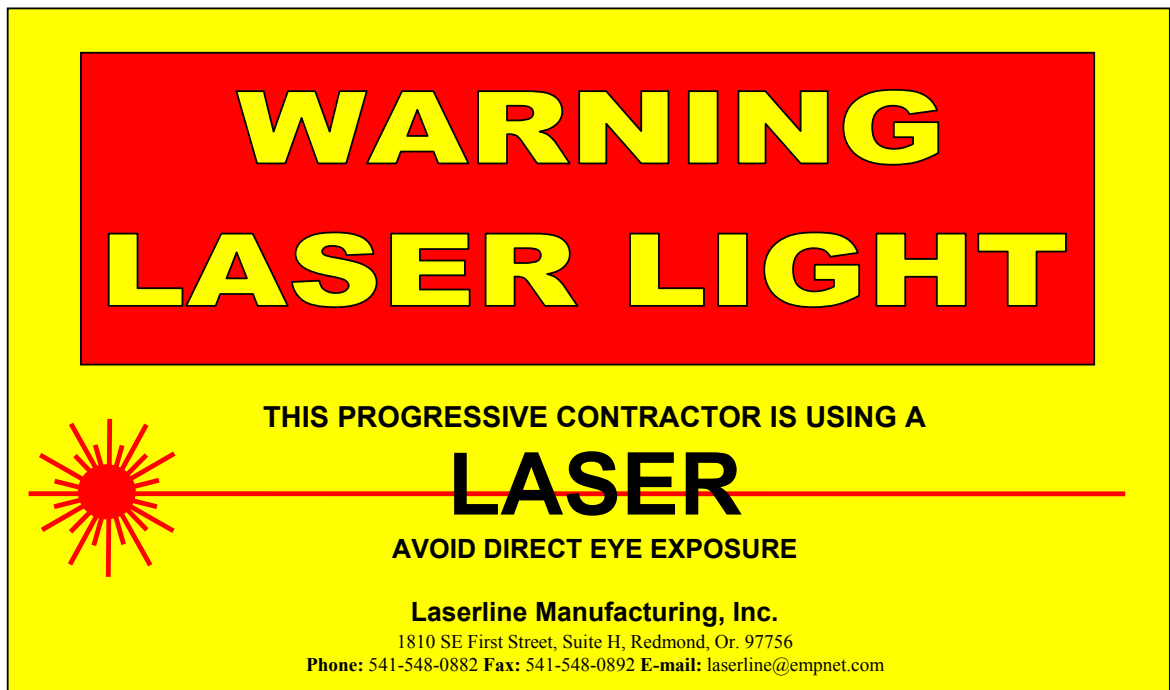 WARNING
LASER LIGHT
THIS PROGRESSIVE CONTRACTOR IS USING A
LASER
AVOID DIRECT EYE EXPOSURE
Laserline Manufacturing, Inc.
1810 SE First Street, Suite H, Redmond, Or. 97756
Phone: 541-548-0882 Fax: 541-548-0892 E-mail: laserline@empnet.com